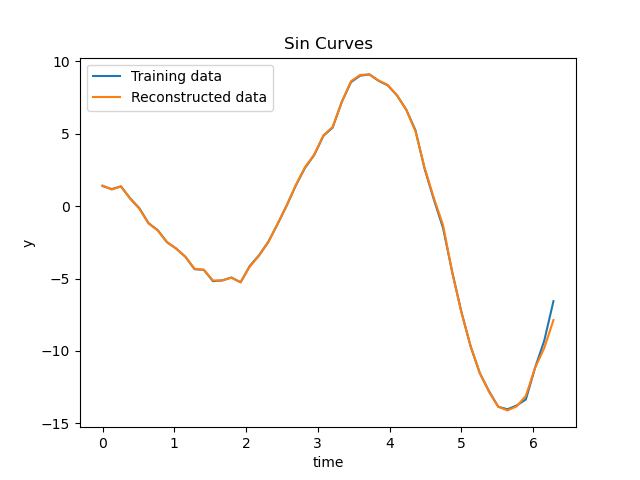 Sin Curves
Training data
Reconstructed data
10
5
0
−5
−10
−15
y
0 1 2 3 4 5 6
time